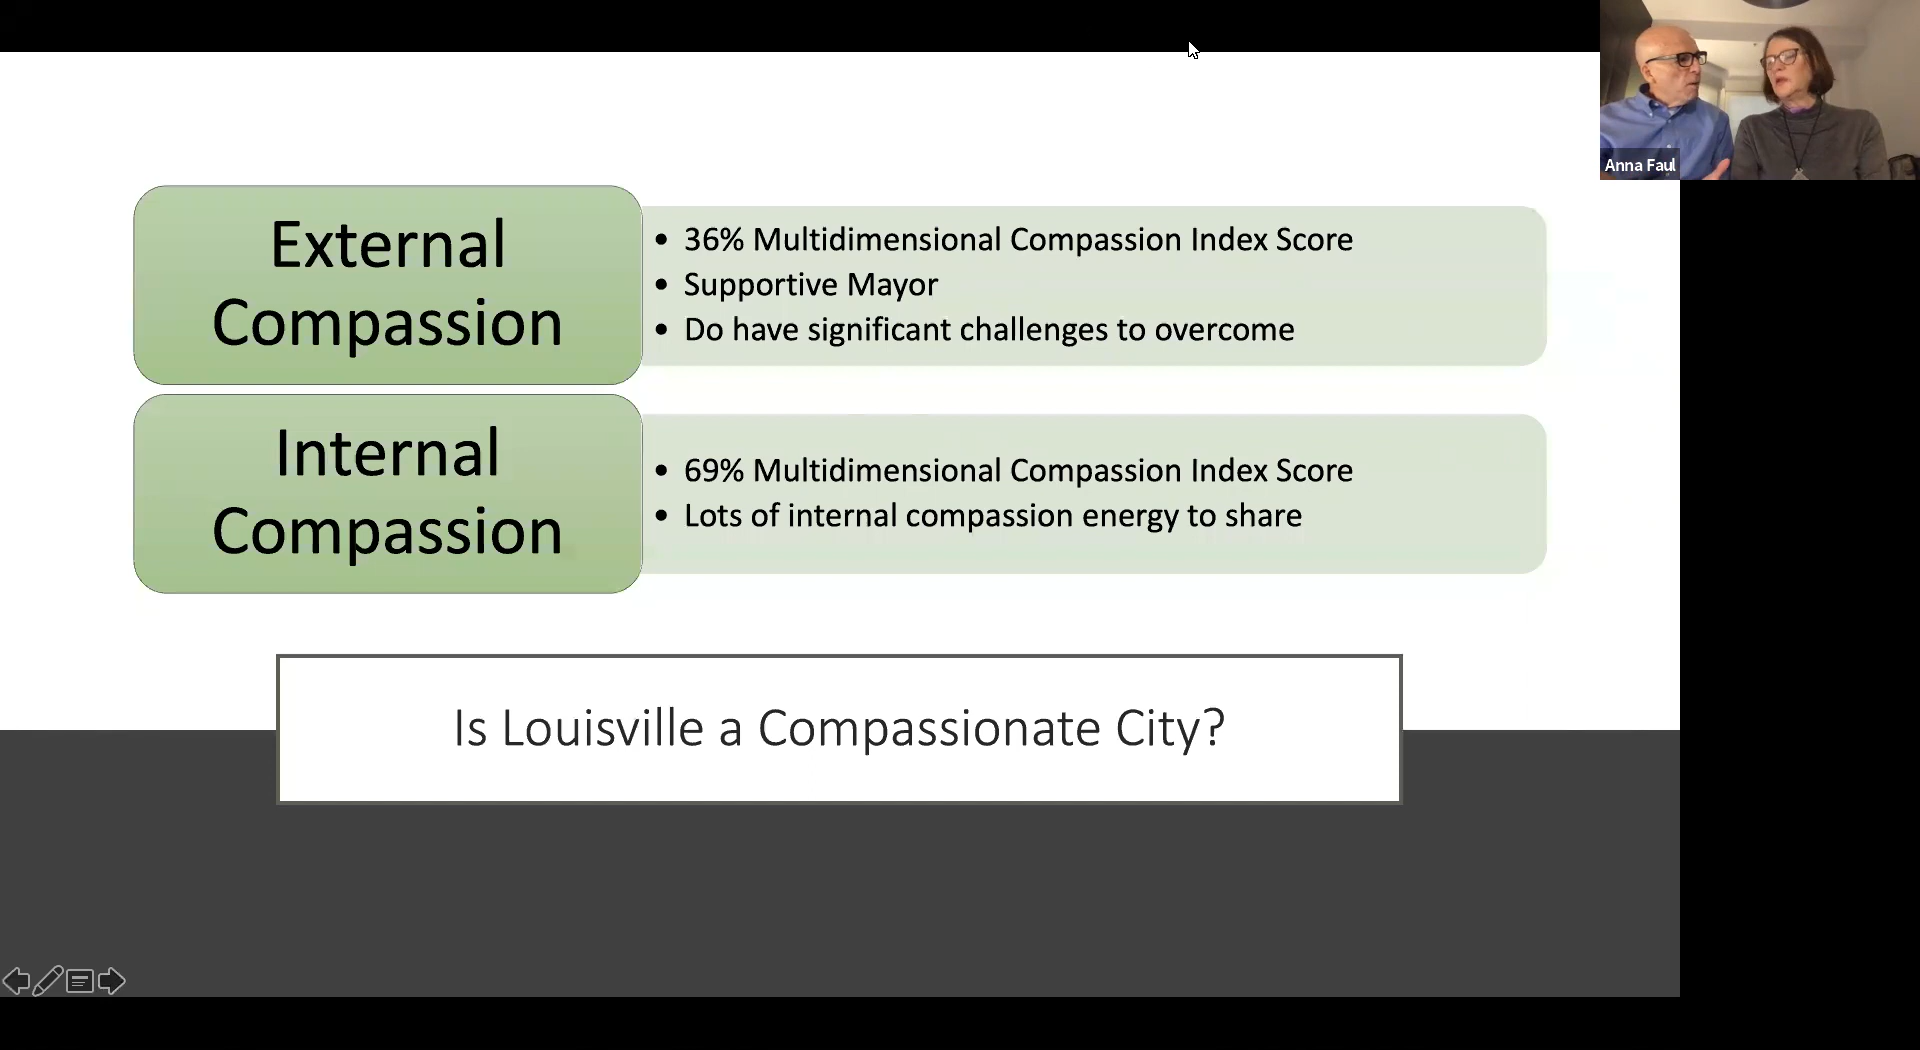 Anna Faul
External
Compassion
• 36% Multidimensional Compassion Index Score
• Supportive Mayor
• Do have significant challenges to overcome
Internal
Compassion
• 69% Multidimensional Compassion Index Score
• Lots of internal compassion energy to share
Is Louisville a Compassionate City?